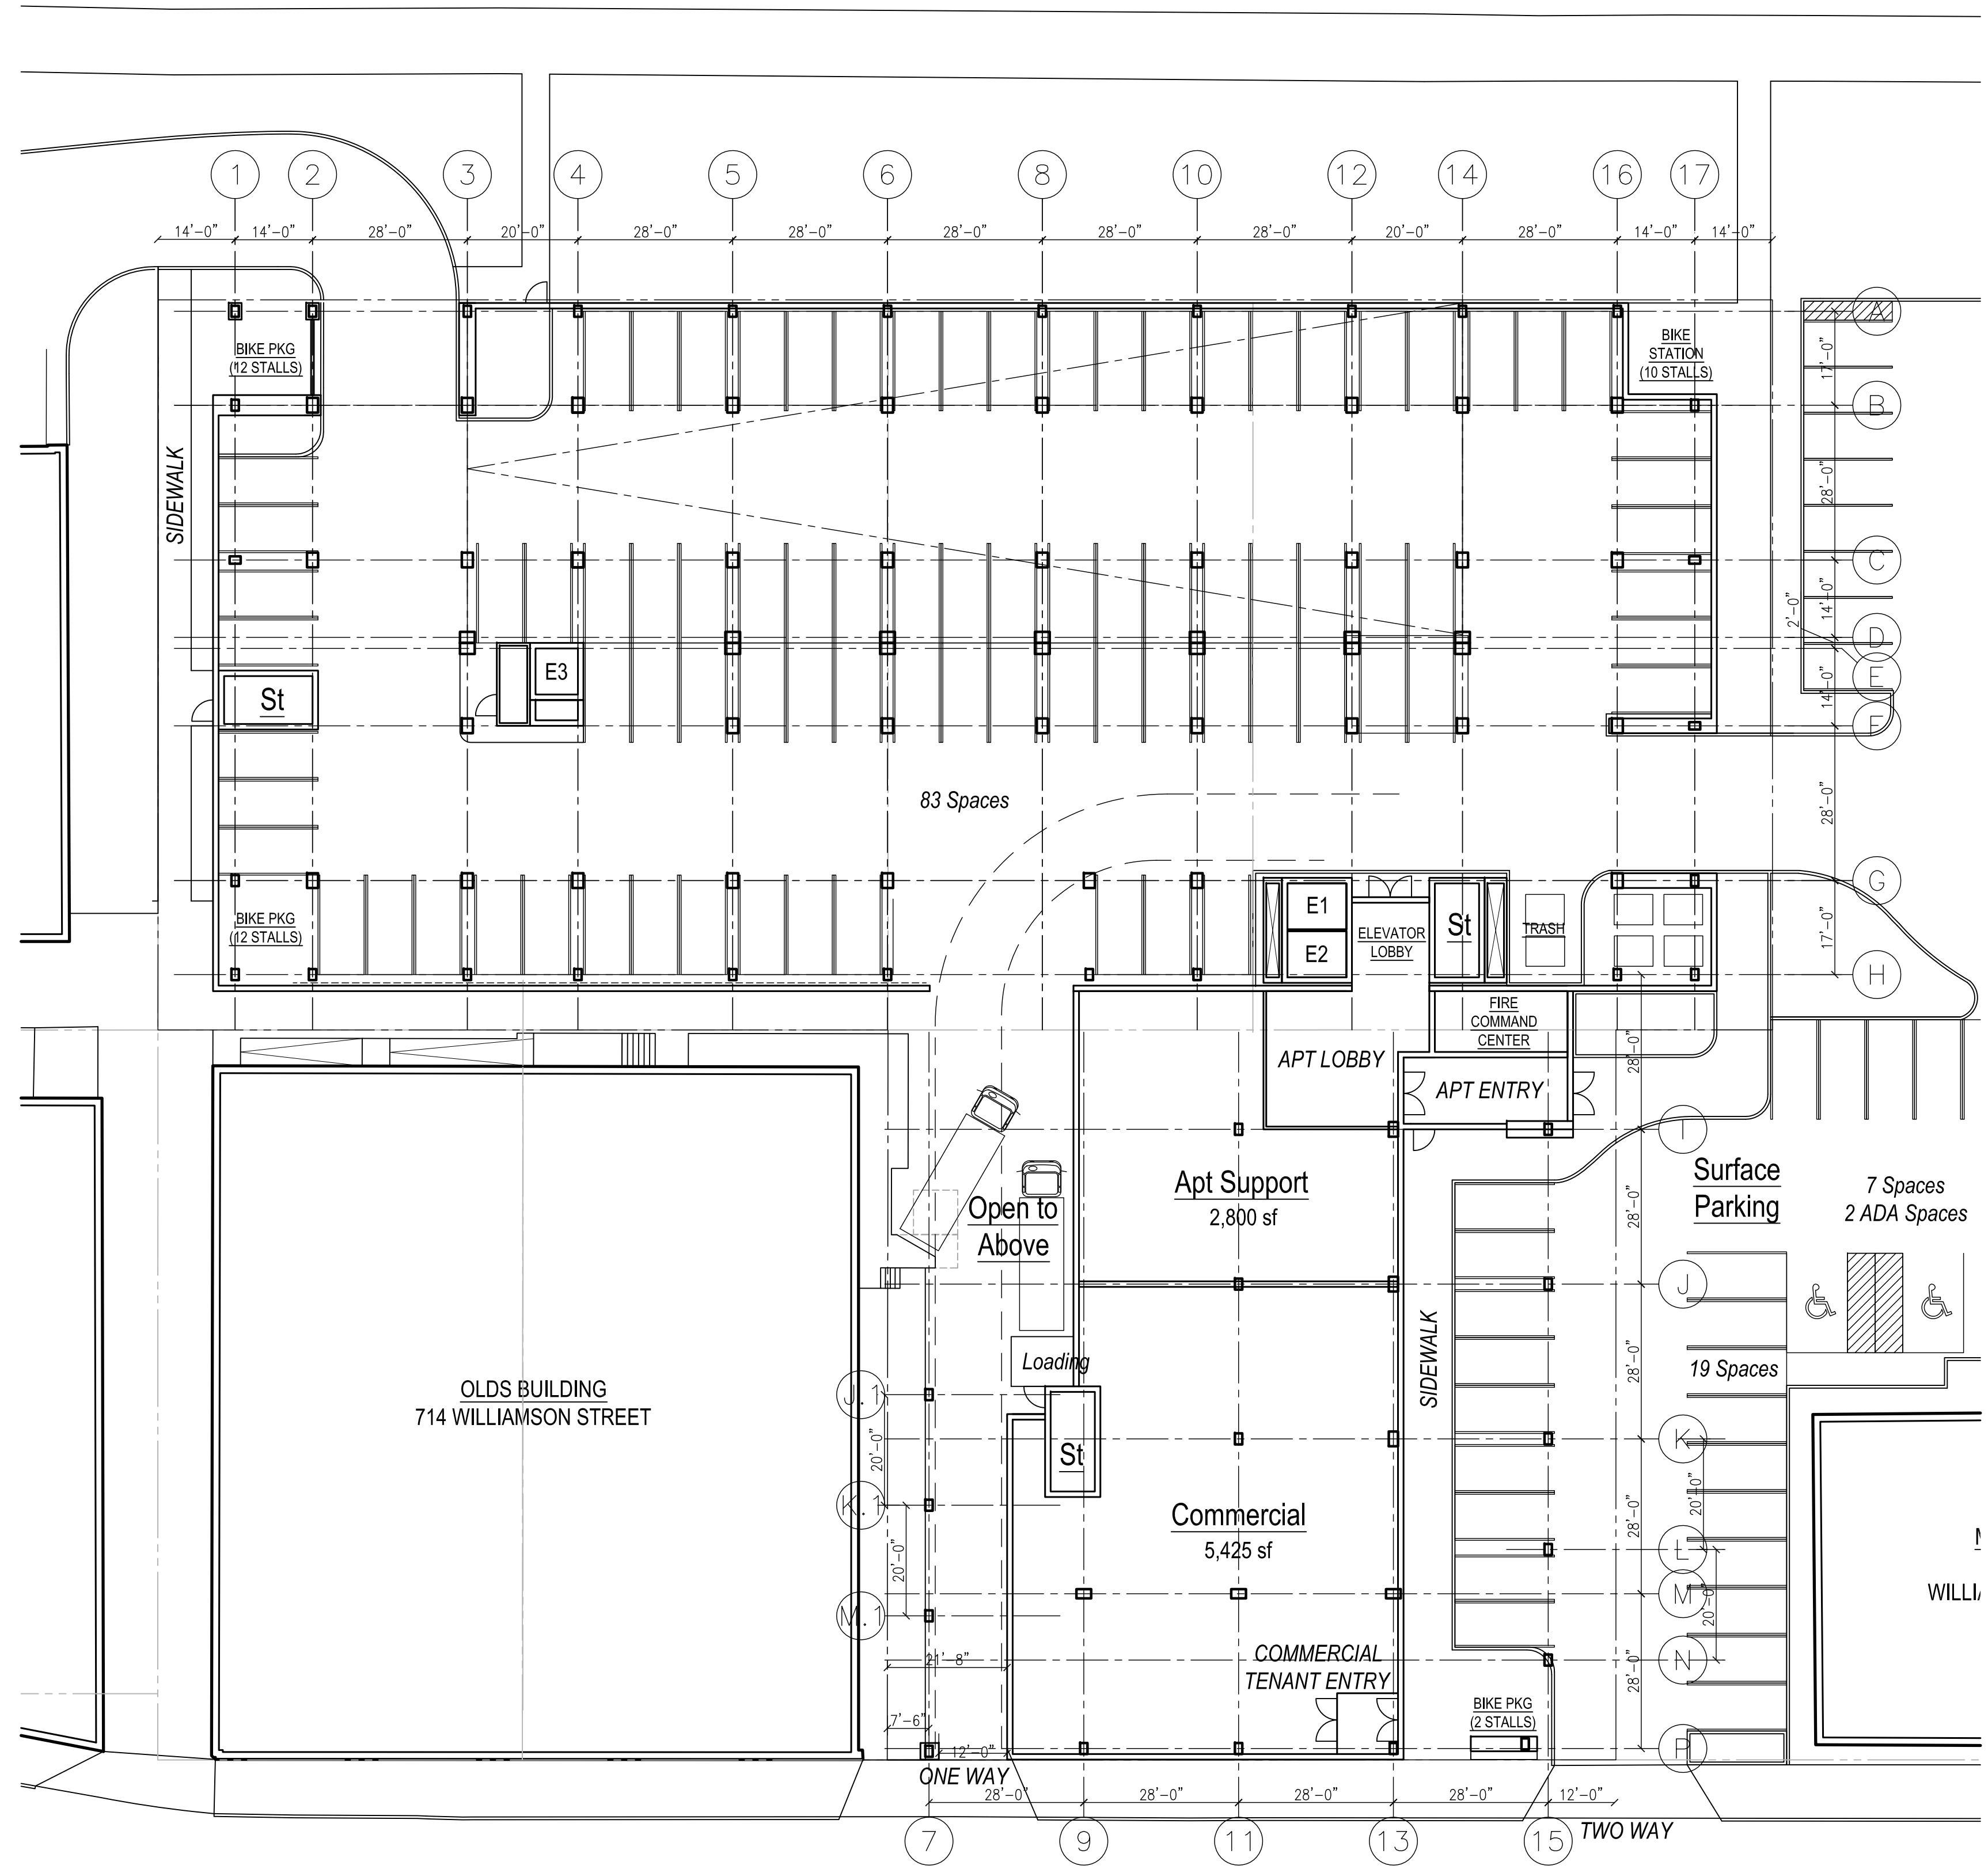 1 2 3 4 5 6 8 10 12 14 16 17
14'-0" 14'-0" 28'-0" 20'-0" 28'-0" 28'-0" 28'-0" 28'-0" 28'-0" 20'-0" 28'-0" 14'-0" 14'-0"
A
BIKE PKG
(12 STALLS)
BIKE
STATION
(10 STALLS)
17'-0"
B
SIDEWALK
28'-0"
C
14'-0"
2'-0"
D
E3
E
St
14'-0"
F
83 Spaces
28'-0"
G
BIKE PKG
(12 STALLS)
E1
E2
ELEVATOR
LOBBY
St
TRASH
17'-0"
H
FIRE
COMMAND
CENTER
28'-0"
APT LOBBY
APT ENTRY
I
Surface
Parking
7 Spaces
2 ADA Spaces
Apt Support
2,800 sf
28'-0"
Open to
Above
J
SIDEWALK
Loading
28'-0"
19 Spaces
OLDS BUILDING
714 WILLIAMSON STREET
J.1
20'-0"
St
K
20'-0"
K.1
Commercial
5,425 sf
28'-0"
L
20'-0"
M
20'-0"
M.1
WILLIA
21'-8"
COMMERCIAL
TENANT ENTRY
28'-0"
N
7'-6"
12'-0"
BIKE PKG
(2 STALLS)
P
ONE WAY
28'-0" 28'-0" 28'-0" 28'-0" 12'-0"
7 9 11 13 15
TWO WAY